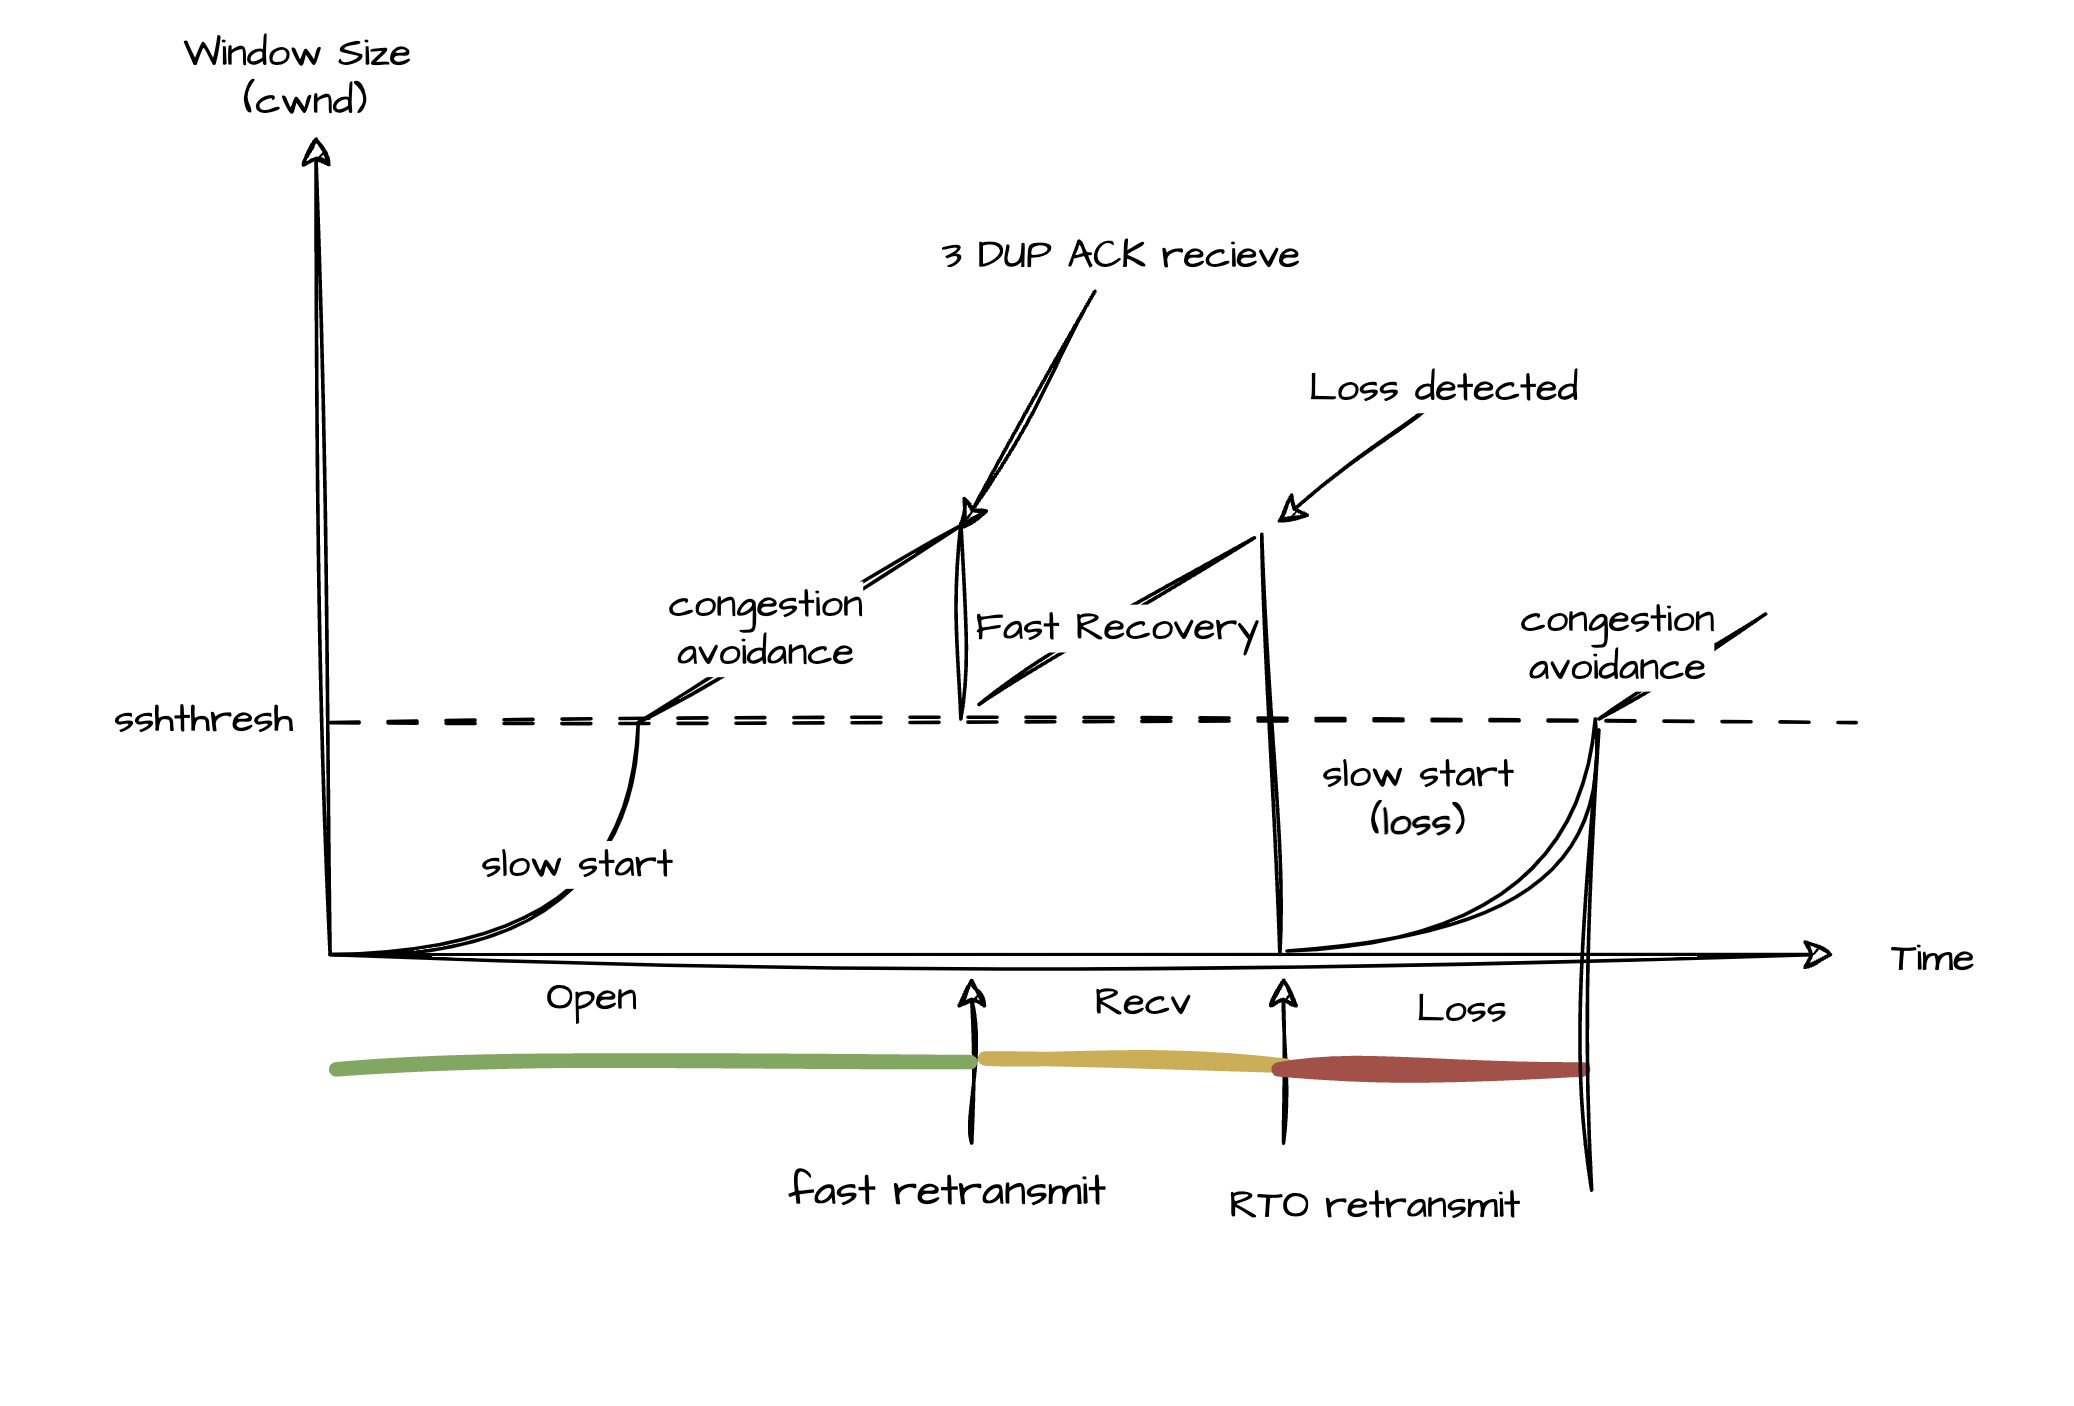 Window Size
(cwnd)
3 DUP ACK recieve
Loss detected
congestion
avoidance
Fast Recovery
congestion
avoidance
sshthresh
slow start
(loss)
slow start
Time
Open
Recv
Loss
fast retransmit
RTO retransmit